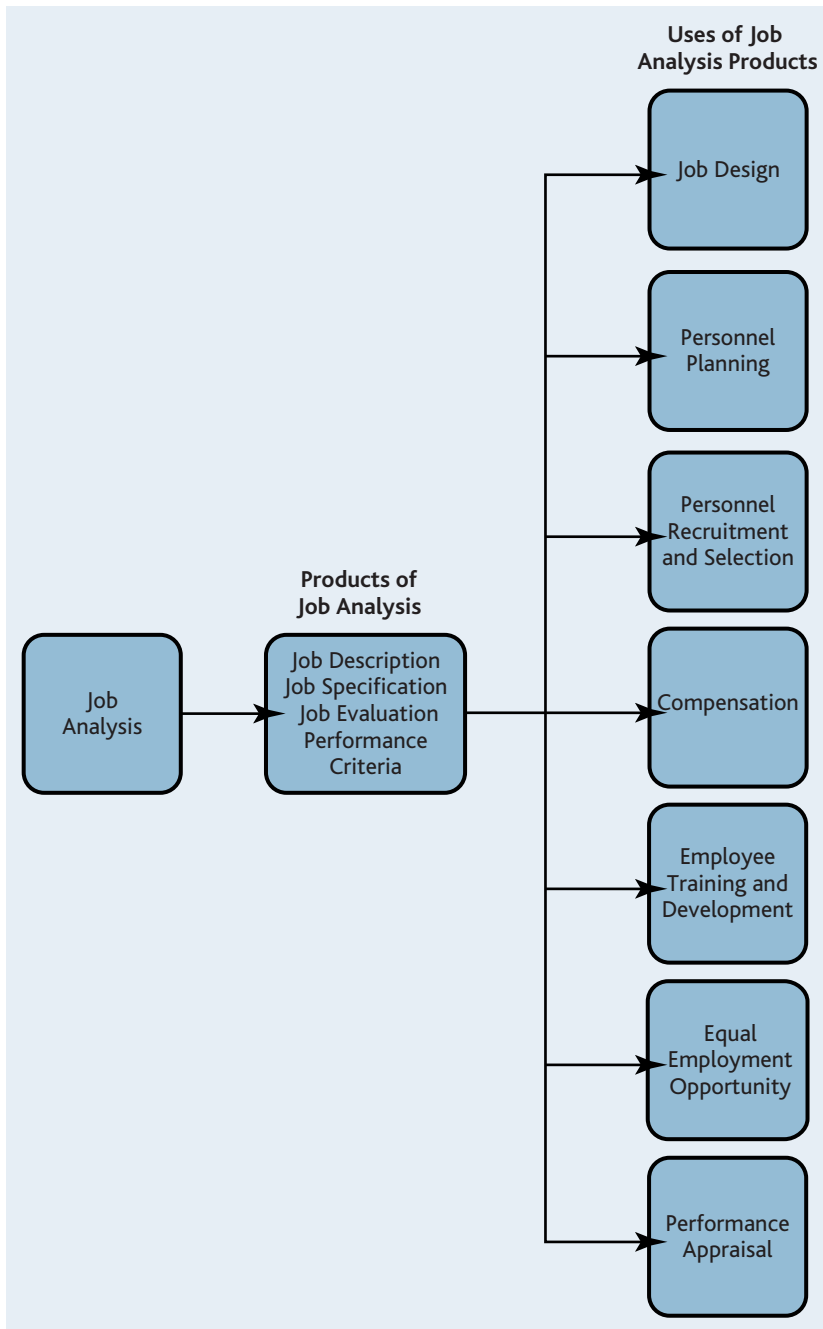 Uses of Job
Analysis Products
Job Design
Personnel
Planning
Personnel
Recruitment
and Selection
Products of
Job Analysis
Job
Analysis
Job Description
Job Specification
Job Evaluation
Performance
Criteria
Compensation
Employee
Training and
Development
Equal
Employment
Opportunity
Performance
Appraisal